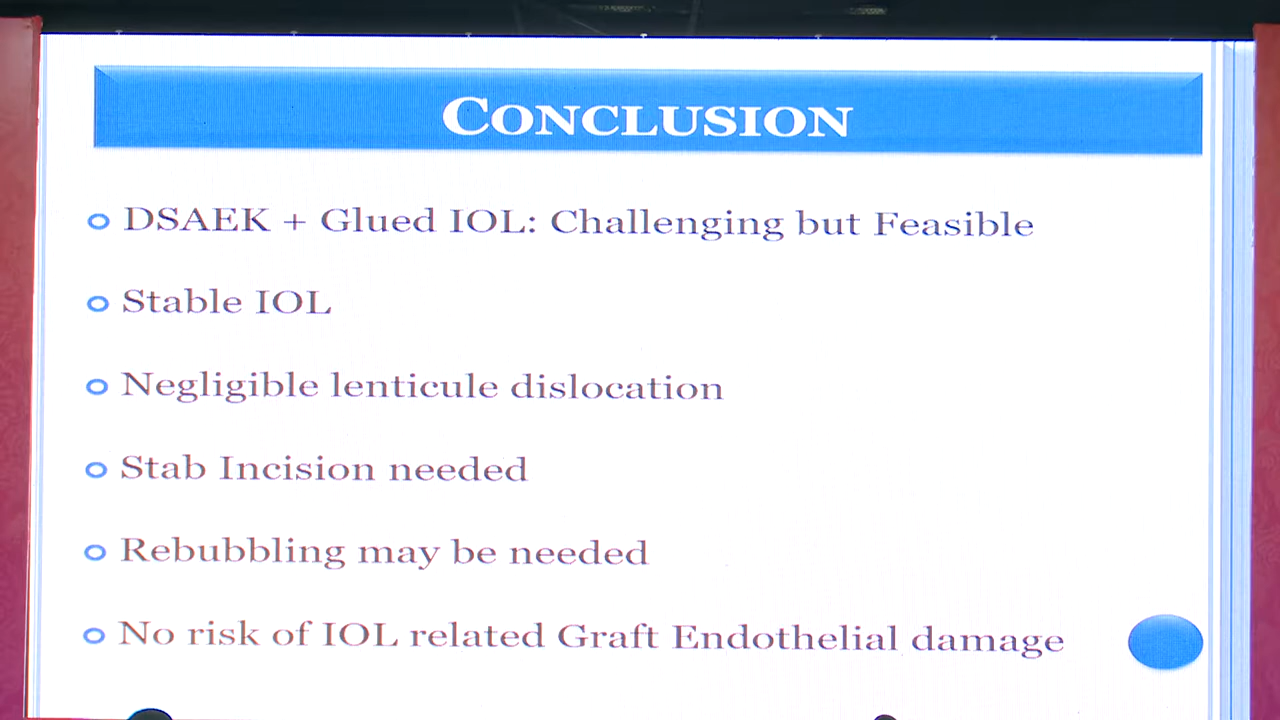 CONCLUSION
DSAEK + Glued IOL: Challenging but Feasible
Stable IOL
Negligible lenticule dislocation
Stab Incision needed
Rebubbling may be needed
No risk of IOL related Graft Endothelial damage